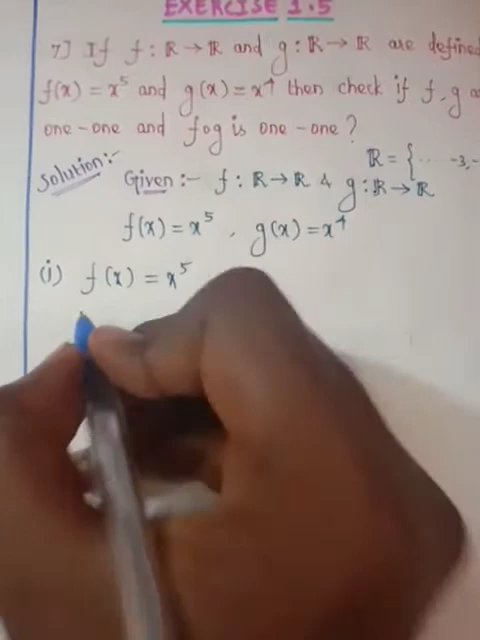 EXERCISE 1.5
7] If f : ℝ → ℝ and g : ℝ → ℝ are defined
f(x) = x⁵ and g(x) = x⁴ then check if f, g
one-one and fog is one-one?
Solution:-
ℝ = {..... -3,
Given :- f : ℝ → ℝ & g : ℝ → ℝ
f(x) = x⁵ , g(x) = x⁴
(i) f(x) = x⁵